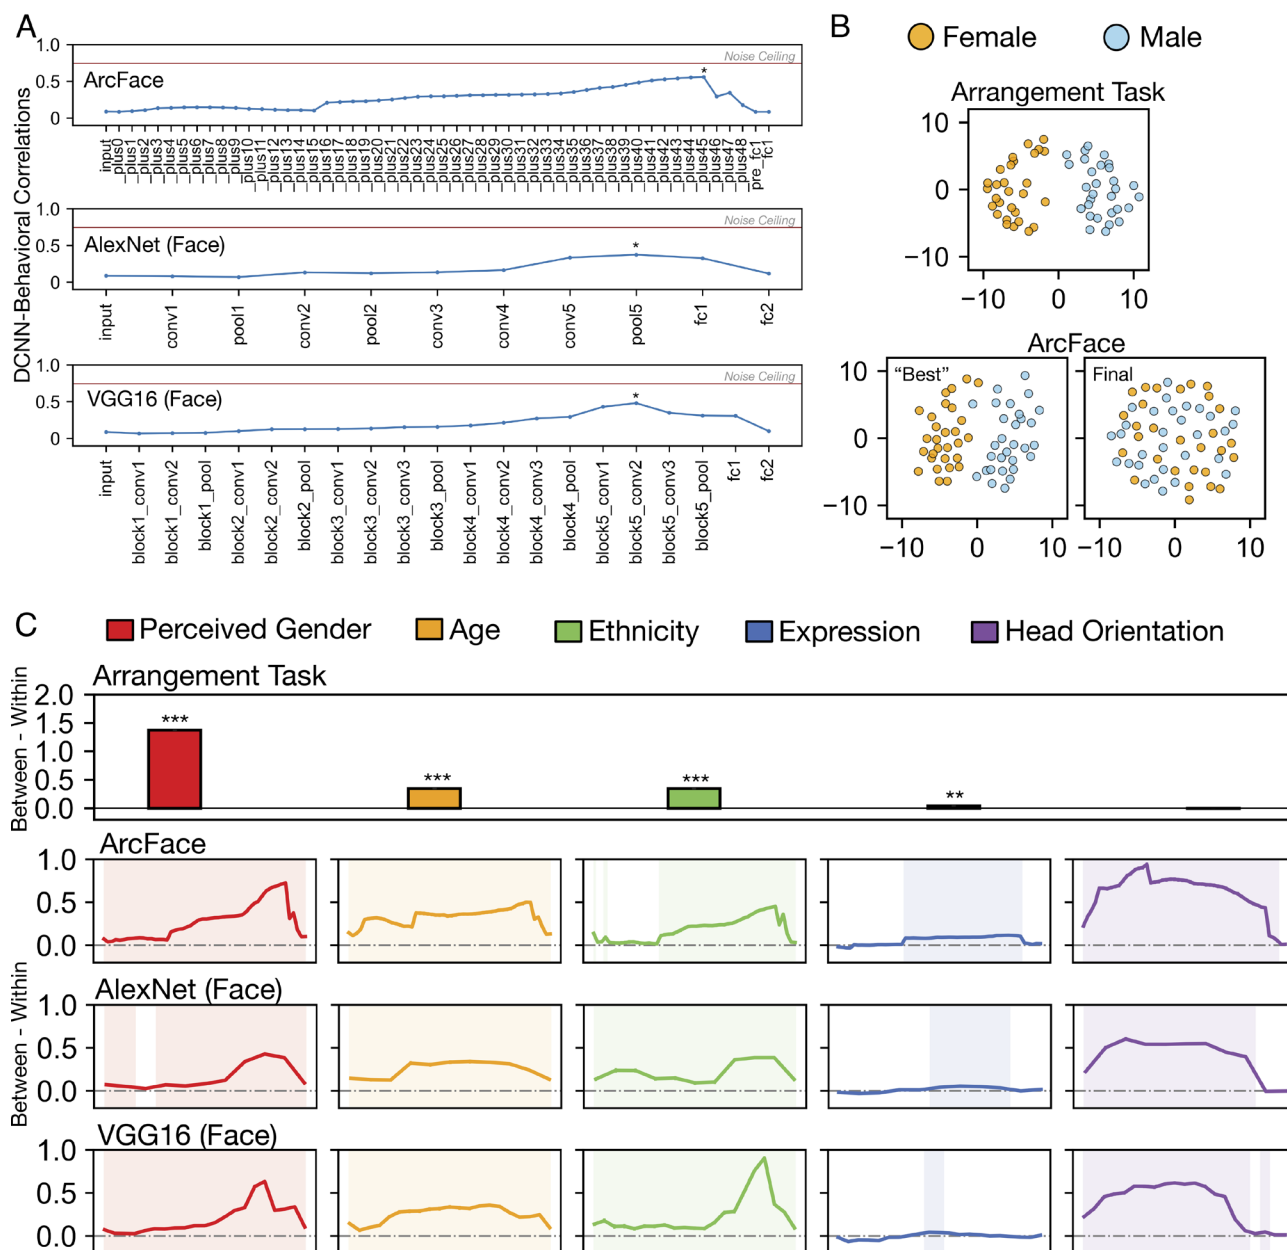 A
DCNN-Behavioral Correlations
1.0
0.5
0
ArcFace
Noise Ceiling
*
input
_plus0
_plus1
_plus2
_plus3
_plus4
_plus5
_plus6
_plus7
_plus8
_plus9
_plus10
_plus11
_plus12
_plus13
_plus14
_plus15
_plus16
_plus17
_plus18
_plus19
_plus20
_plus21
_plus22
_plus23
_plus24
_plus25
_plus26
_plus27
_plus28
_plus29
_plus30
_plus31
_plus32
_plus33
_plus34
_plus35
_plus36
_plus37
_plus38
_plus39
_plus40
_plus41
_plus42
_plus43
_plus44
_plus45
_plus46
_plus47
_plus48
pre_fc1
fc1
1.0
0.5
0
AlexNet (Face)
Noise Ceiling
*
input
conv1
pool1
conv2
pool2
conv3
conv4
conv5
pool5
fc1
fc2
1.0
0.5
0
VGG16 (Face)
Noise Ceiling
*
input
block1_conv1
block1_conv2
block1_pool
block2_conv1
block2_conv2
block2_pool
block3_conv1
block3_conv2
block3_conv3
block3_pool
block4_conv1
block4_conv2
block4_conv3
block4_pool
block5_conv1
block5_conv2
block5_conv3
block5_pool
fc1
fc2
B
Female Male
Arrangement Task
10
0
−10
−10 0 10
ArcFace
"Best" Final
10
0
−10
−10 0 10 −10 0 10
C
Perceived Gender Age Ethnicity Expression Head Orientation
Arrangement Task
Between - Within
2.0
1.5
1.0
0.5
0.0
*** *** *** **
ArcFace
1.0
0.5
0.0
Between - Within
AlexNet (Face)
1.0
0.5
0.0
VGG16 (Face)
1.0
0.5
0.0